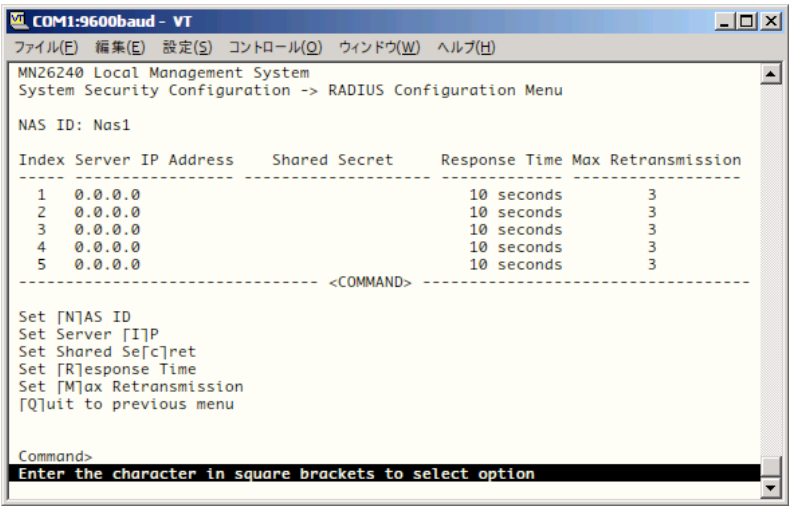 COM1:9600baud - VT
ファイル(F) 編集(E) 設定(S) コントロール(O) ウィンドウ(W) ヘルプ(H)
MN26240 Local Management System
System Security Configuration -> RADIUS Configuration Menu
NAS ID: Nas1
Index Server IP Address    Shared Secret     Response Time Max Retransmission
----- ----------------- -------------------- ------------- ------------------
1   0.0.0.0                                   10 seconds         3
2   0.0.0.0                                   10 seconds         3
3   0.0.0.0                                   10 seconds         3
4   0.0.0.0                                   10 seconds         3
5   0.0.0.0                                   10 seconds         3
-------------------------------- <COMMAND> -----------------------------------
Set [N]AS ID
Set Server [I]P
Set Shared Se[c]ret
Set [R]esponse Time
Set [M]ax Retransmission
[Q]uit to previous menu
Command>
Enter the character in square brackets to select option